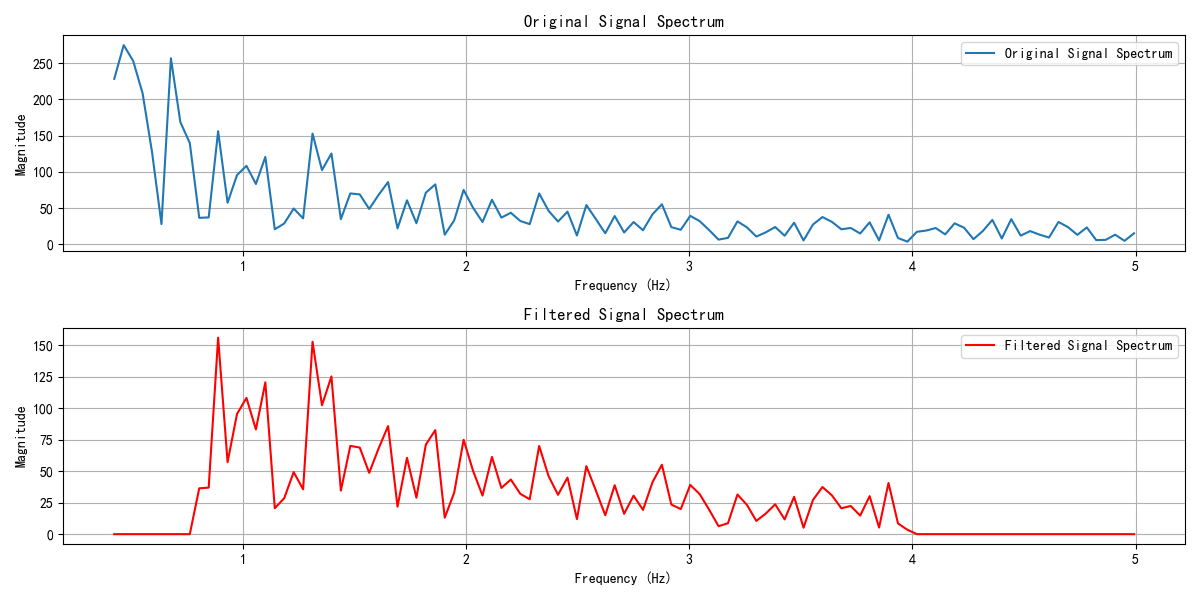 Original Signal Spectrum
Original Signal Spectrum
Magnitude
250
200
150
100
50
0
1
2
3
4
5
Frequency (Hz)
Filtered Signal Spectrum
Filtered Signal Spectrum
Magnitude
150
125
100
75
50
25
0
1
2
3
4
5
Frequency (Hz)